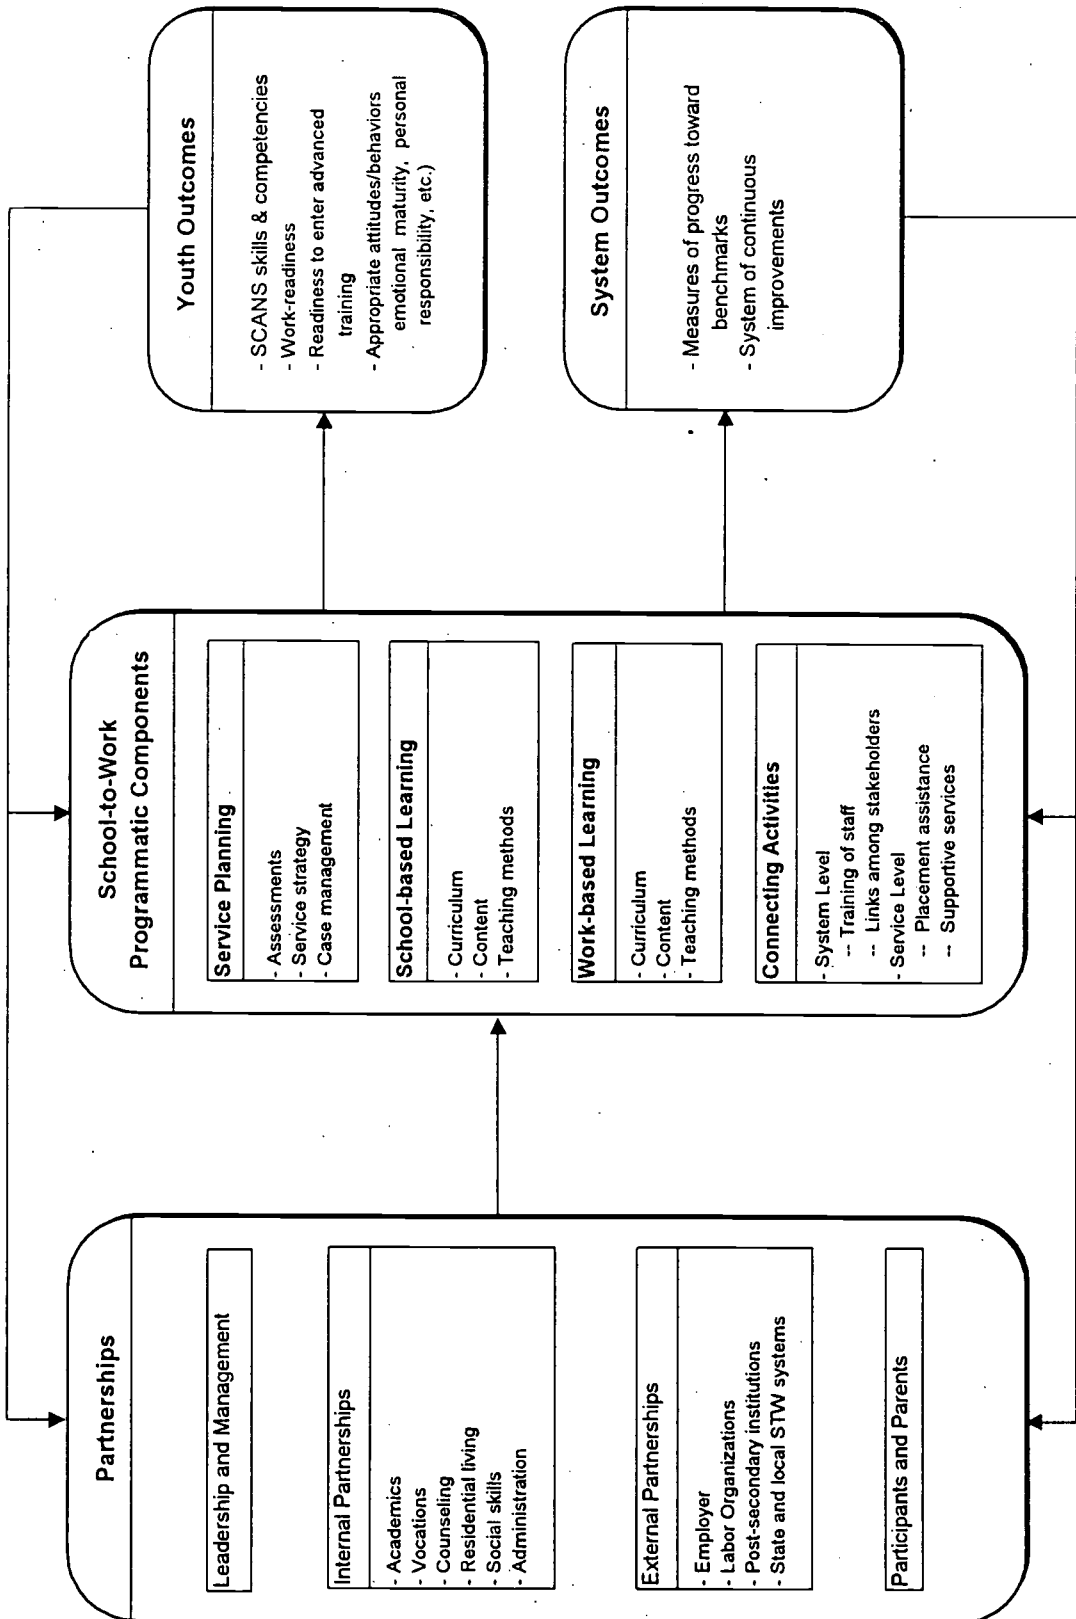 Partnerships
Leadership and Management
Internal Partnerships
- Academics
- Vocations
- Counseling
- Residential living
- Social skills
- Administration
External Partnerships
- Employer
- Labor Organizations
- Post-secondary institutions
- State and local STW systems
Participants and Parents
School-to-Work
Programmatic Components
Service Planning
- Assessments
- Service strategy
- Case management
School-based Learning
- Curriculum
- Content
- Teaching methods
Work-based Learning
- Curriculum
- Content
- Teaching methods
Connecting Activities
- System Level
-- Training of staff
-- Links among stakeholders
- Service Level
-- Placement assistance
-- Supportive services
Youth Outcomes
- SCANS skills & competencies
- Work-readiness
- Readiness to enter advanced
training
- Appropriate attitudes/behaviors
emotional maturity, personal
responsibility, etc.)
System Outcomes
- Measures of progress toward
benchmarks
- System of continuous
improvements